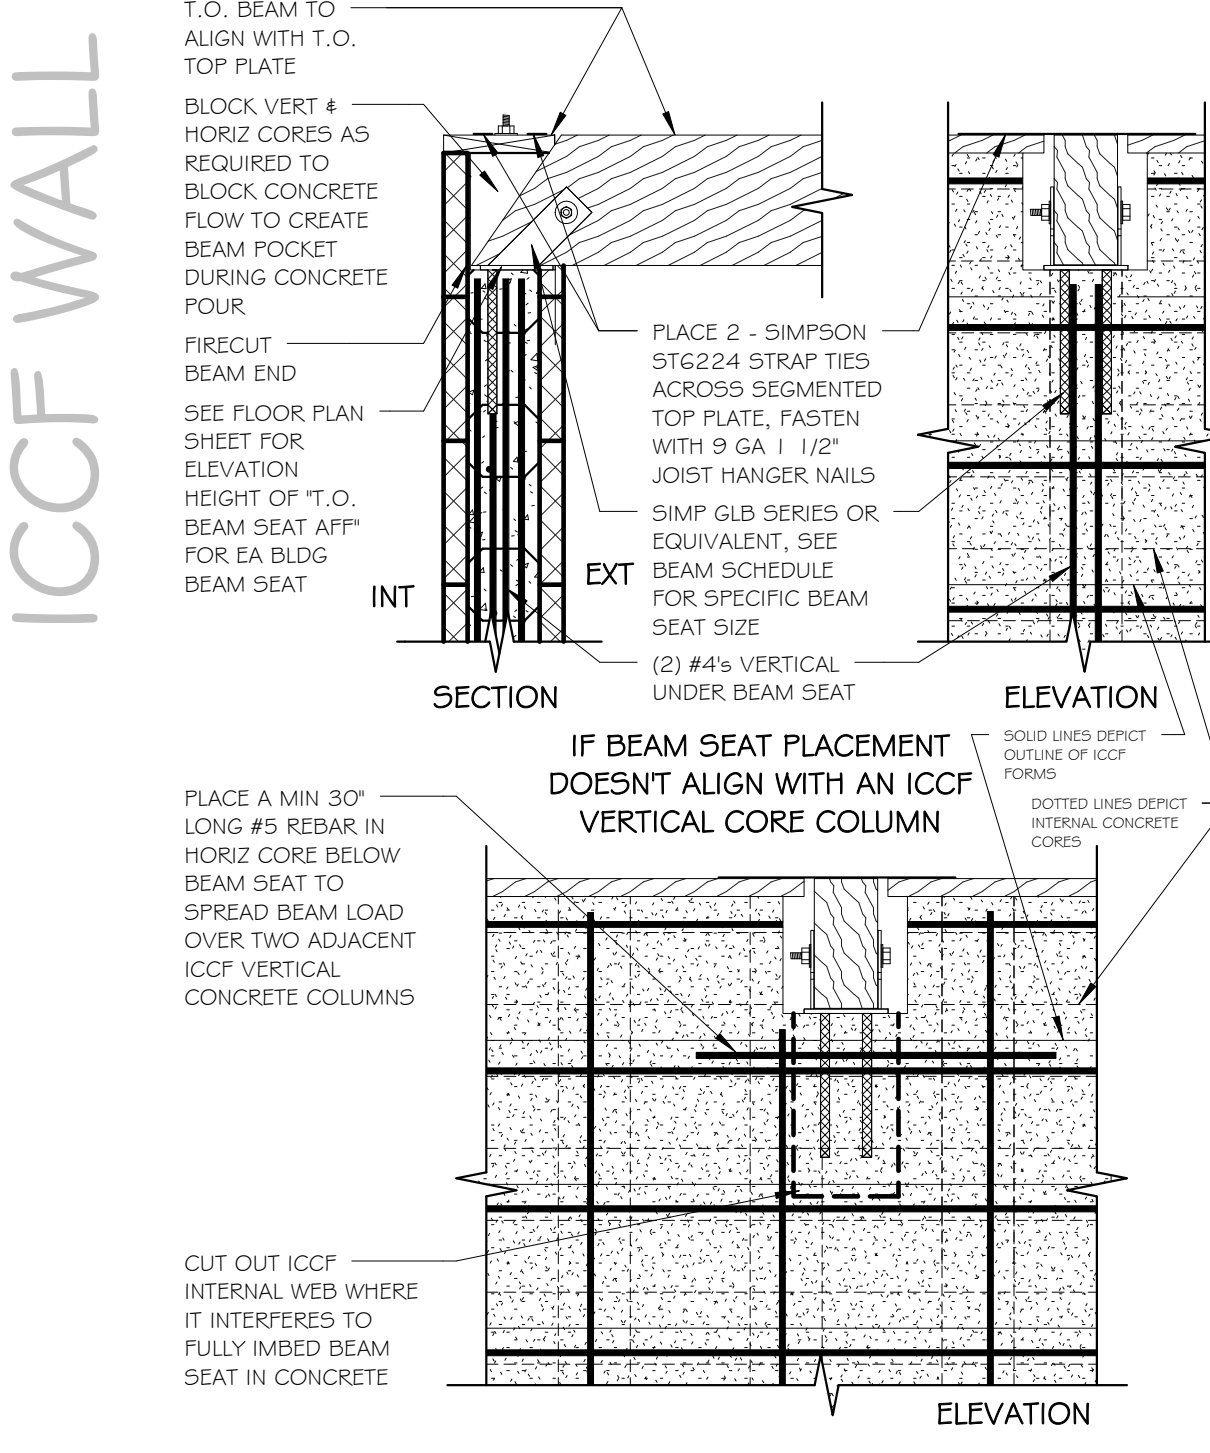 ICCF WALL
T.O. BEAM TO
ALIGN WITH T.O.
TOP PLATE
BLOCK VERT &
HORIZ CORES AS
REQUIRED TO
BLOCK CONCRETE
FLOW TO CREATE
BEAM POCKET
DURING CONCRETE
POUR
FIRECUT
BEAM END
SEE FLOOR PLAN
SHEET FOR
ELEVATION
HEIGHT OF "T.O.
BEAM SEAT AFF"
FOR EA BLDG
BEAM SEAT
INT
EXT
PLACE 2 - SIMPSON
ST6224 STRAP TIES
ACROSS SEGMENTED
TOP PLATE, FASTEN
WITH 9 GA 1 1/2"
JOIST HANGER NAILS
SIMP GLB SERIES OR
EQUIVALENT, SEE
BEAM SCHEDULE
FOR SPECIFIC BEAM
SEAT SIZE
(2) #4's VERTICAL
UNDER BEAM SEAT
SECTION
ELEVATION
SOLID LINES DEPICT
OUTLINE OF ICCF
FORMS
DOTTED LINES DEPICT
INTERNAL CONCRETE
CORES
IF BEAM SEAT PLACEMENT
DOESN'T ALIGN WITH AN ICCF
VERTICAL CORE COLUMN
PLACE A MIN 30"
LONG #5 REBAR IN
HORIZ CORE BELOW
BEAM SEAT TO
SPREAD BEAM LOAD
OVER TWO ADJACENT
ICCF VERTICAL
CONCRETE COLUMNS
CUT OUT ICCF
INTERNAL WEB WHERE
IT INTERFERES TO
FULLY IMBED BEAM
SEAT IN CONCRETE
ELEVATION